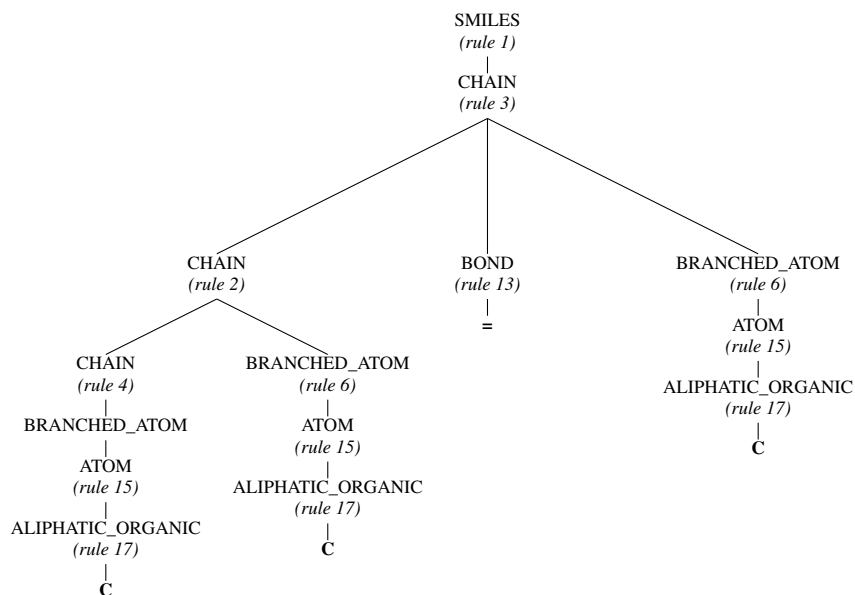 SMILES
(rule 1)
CHAIN
(rule 3)
CHAIN
(rule 2)
BOND
(rule 13)
=
BRANCHED_ATOM
(rule 6)
ATOM
(rule 15)
ALIPHATIC_ORGANIC
(rule 17)
C
CHAIN
(rule 4)
BRANCHED_ATOM
ATOM
(rule 15)
ALIPHATIC_ORGANIC
(rule 17)
C
BRANCHED_ATOM
(rule 6)
ATOM
(rule 15)
ALIPHATIC_ORGANIC
(rule 17)
C